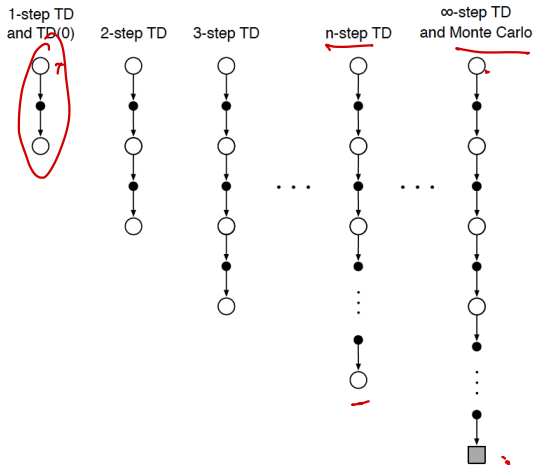 1-step TD
and TD(0)
2-step TD
3-step TD
n-step TD
∞-step TD
and Monte Carlo